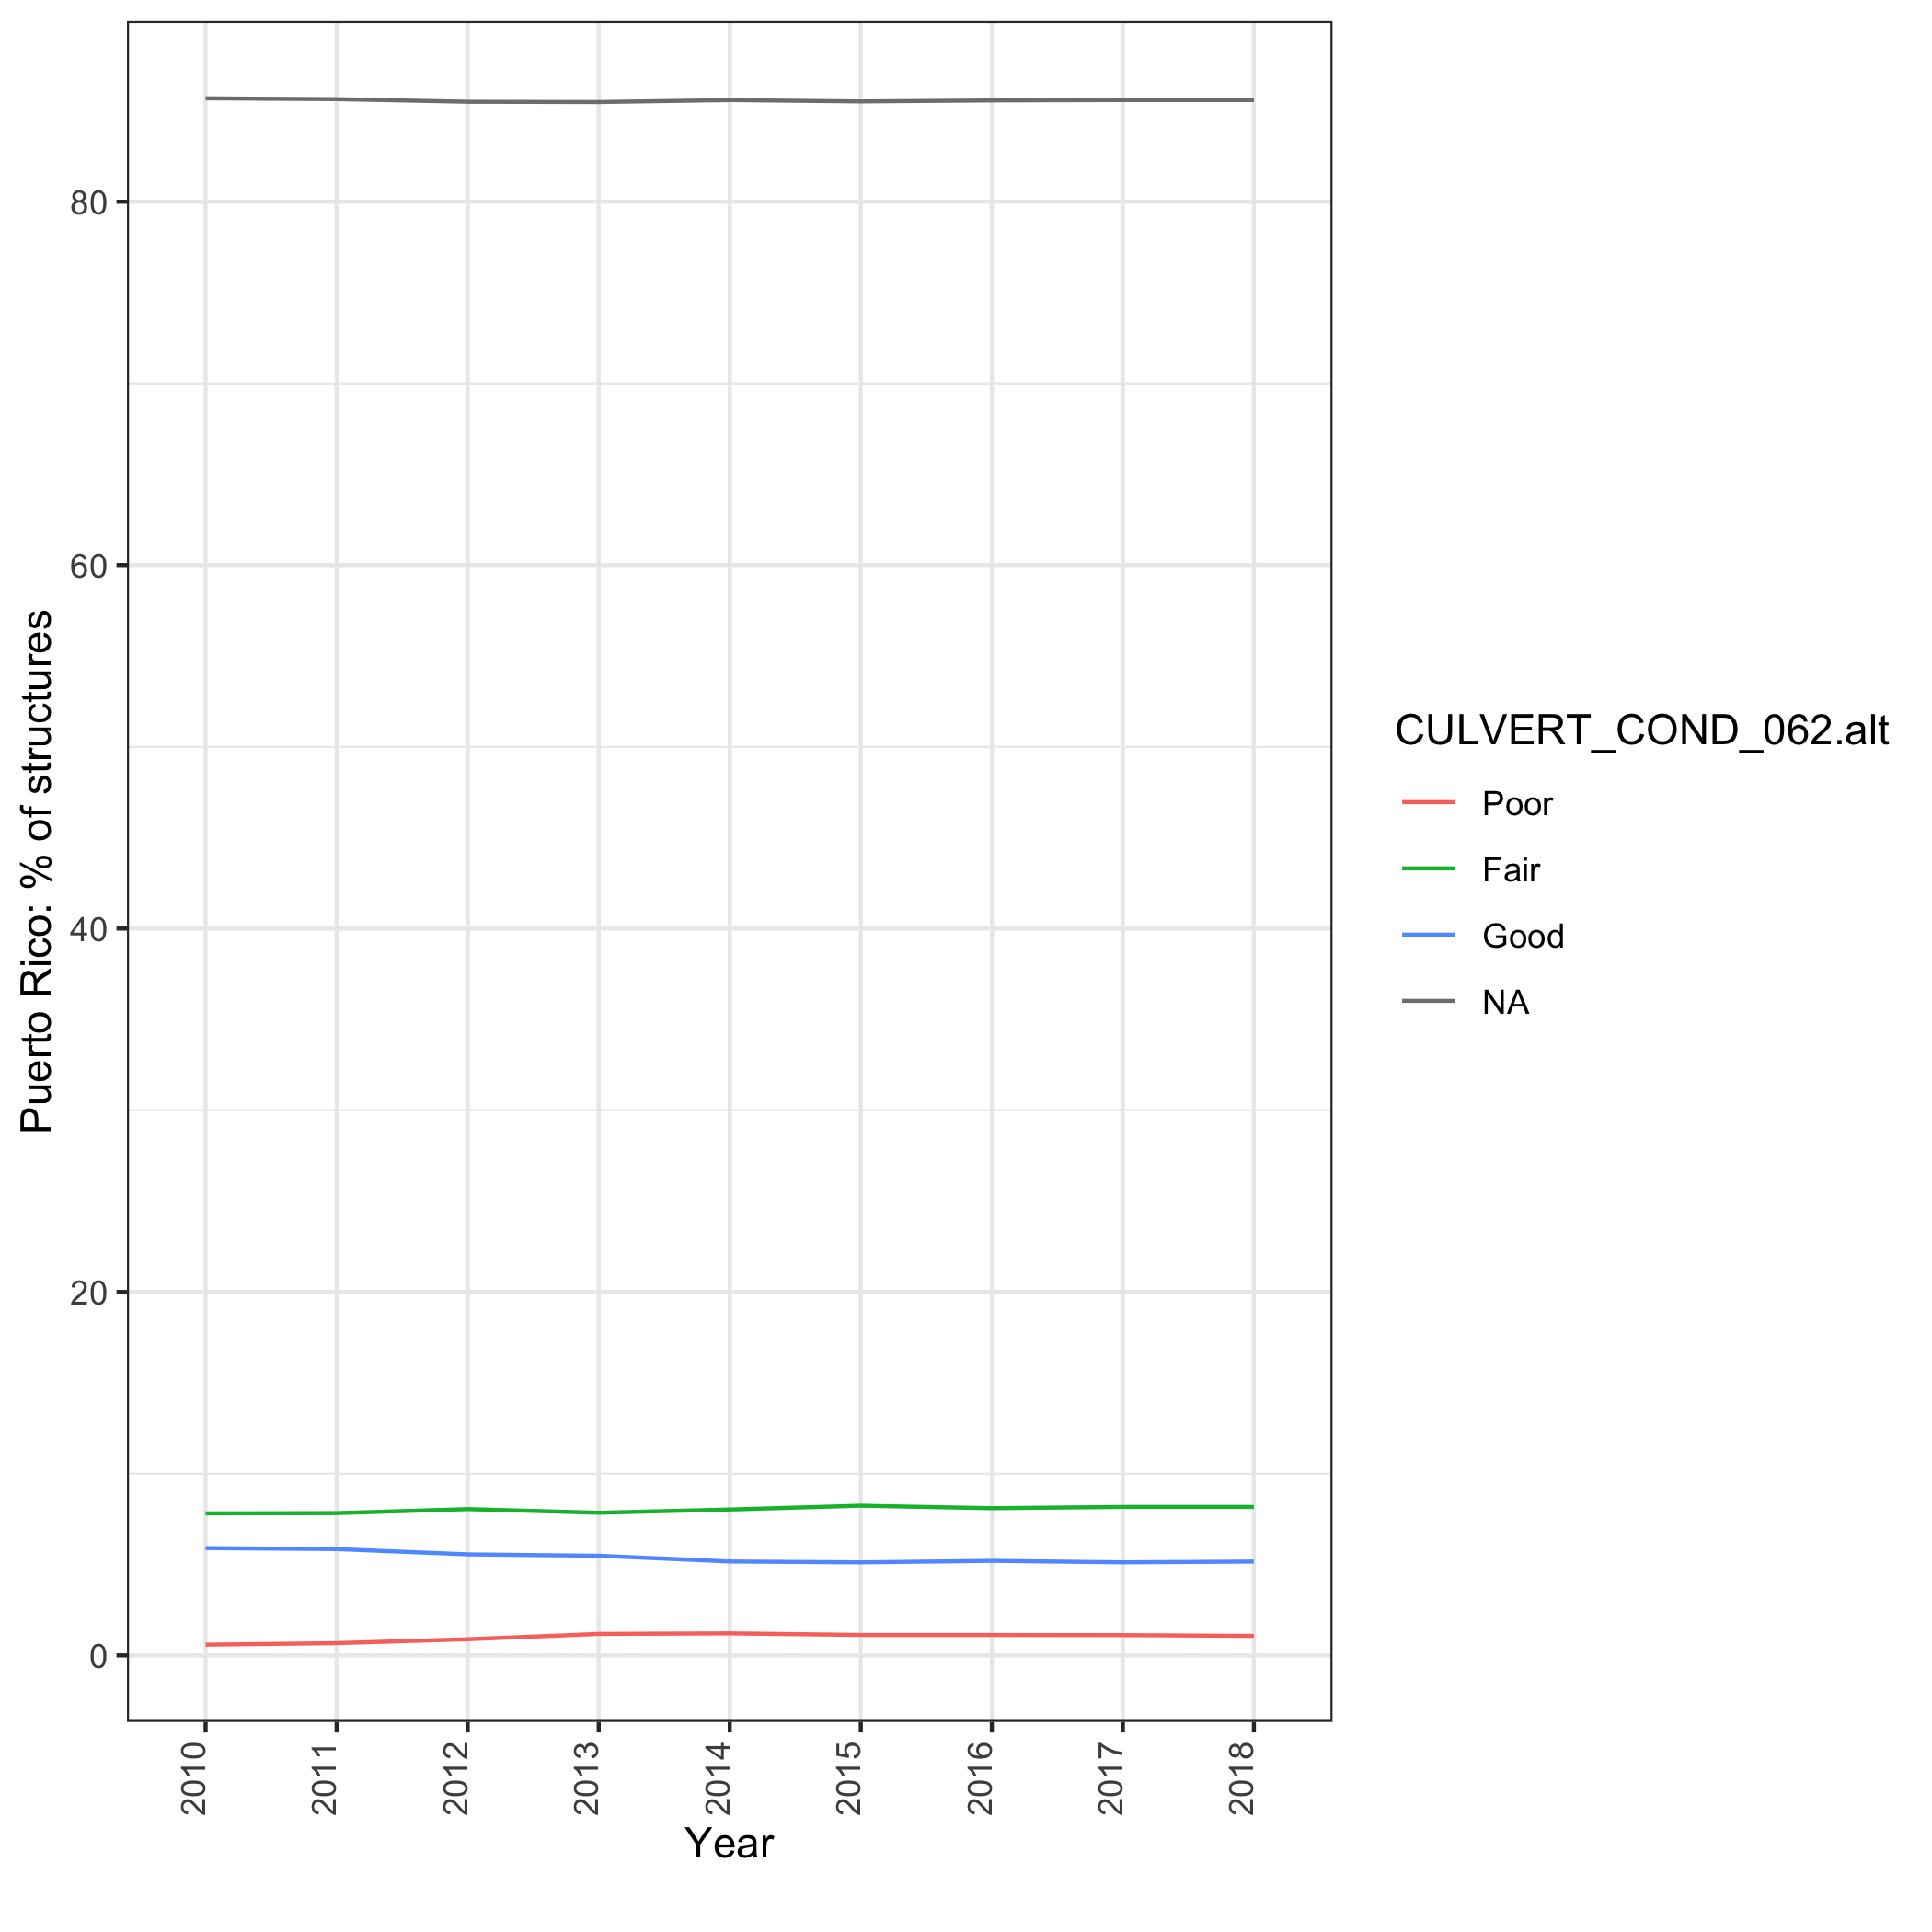 80
60
40
20
0
Puerto Rico: % of structures
2010
2011
2012
2013
2014
2015
2016
2017
2018
Year
CULVERT_COND_062.alt
Poor
Fair
Good
NA